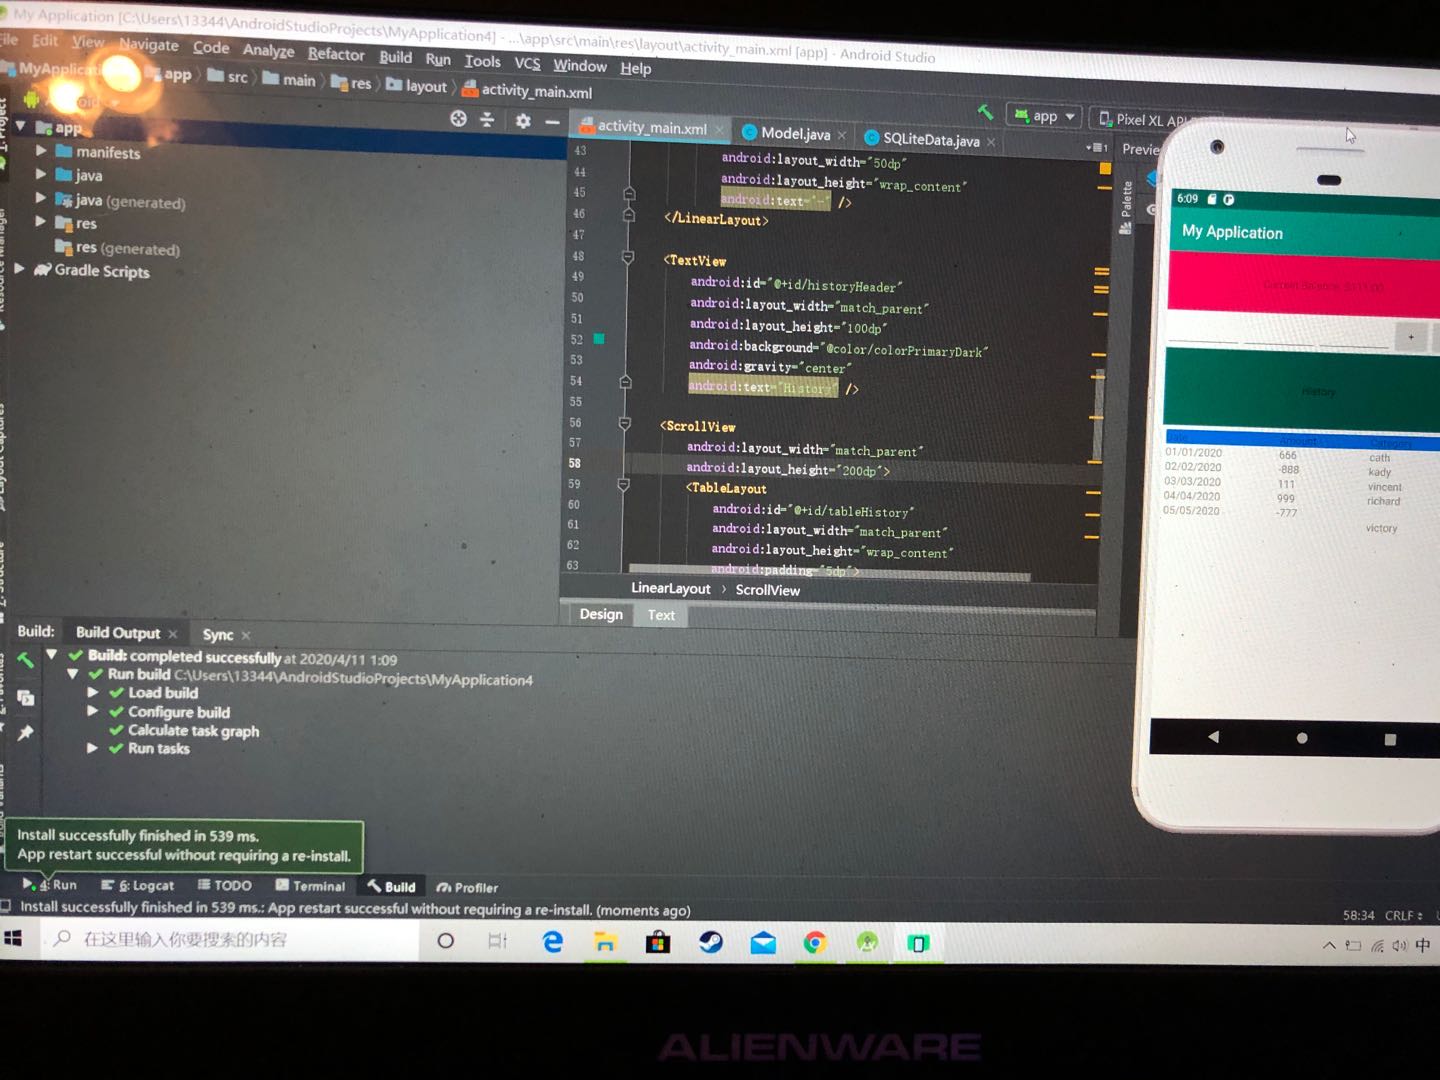 My Application [C:\Users\13344\AndroidStudioProjects\MyApplication4] - ...\app\src\main\res\layout\activity_main.xml [app] - Android Studio
File Edit View Navigate Code Analyze Refactor Build Run Tools VCS Window Help
app src main res layout activity_main.xml
app Pixel XL API
activity_main.xml Model.java SQLiteData.java
Preview
Palette
app
manifests
java
java (generated)
res
res (generated)
Gradle Scripts
43 android:layout_width="50dp"
44 android:layout_height="wrap_content"
45 android:text="-" />
46 </LinearLayout>
47
48 <TextView
49 android:id="@+id/historyHeader"
50 android:layout_width="match_parent"
51 android:layout_height="100dp"
52 android:background="@color/colorPrimaryDark"
53 android:gravity="center"
54 android:text="History" />
55
56 <ScrollView
57 android:layout_width="match_parent"
58 android:layout_height="200dp">
59 <TableLayout
60 android:id="@+id/tableHistory"
61 android:layout_width="match_parent"
62 android:layout_height="wrap_content"
63 android:padding="5dp">
LinearLayout › ScrollView
Design Text
6:09
My Application
Current Balance: $111.00
+
History
Date Amount Category
01/01/2020 666 cath
02/02/2020 -888 kady
03/03/2020 111 vincent
04/04/2020 999 richard
05/05/2020 -777
victory
Build: Build Output Sync
Build: completed successfully at 2020/4/11 1:09
Run build C:\Users\13344\AndroidStudioProjects\MyApplication4
Load build
Configure build
Calculate task graph
Run tasks
Install successfully finished in 539 ms.
App restart successful without requiring a re-install.
4: Run 6: Logcat TODO Terminal Build Profiler
Install successfully finished in 539 ms.: App restart successful without requiring a re-install. (moments ago)
58:34 CRLF
在这里输入你要搜索的内容
中
ALIENWARE